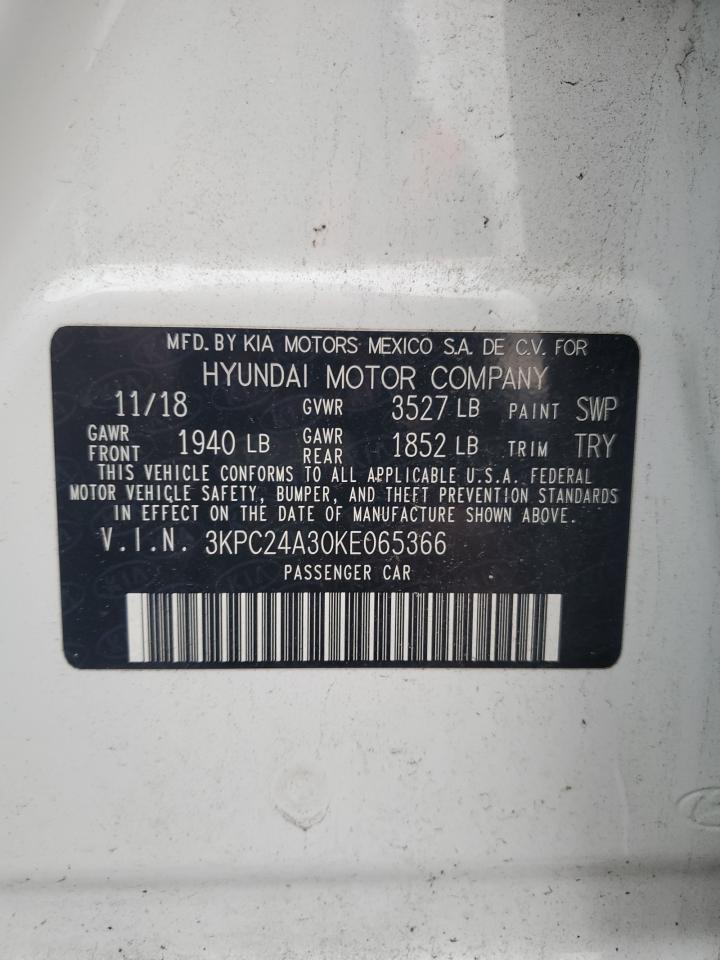 MFD. BY KIA MOTORS MEXICO S.A. DE C.V. FOR
HYUNDAI MOTOR COMPANY
11/18 GVWR 3527 LB PAINT SWP
GAWR FRONT 1940 LB GAWR REAR 1852 LB TRIM TRY
THIS VEHICLE CONFORMS TO ALL APPLICABLE U.S.A. FEDERAL
MOTOR VEHICLE SAFETY, BUMPER, AND THEFT PREVENTION STANDARDS
IN EFFECT ON THE DATE OF MANUFACTURE SHOWN ABOVE.
V.I.N. 3KPC24A30KE065366
PASSENGER CAR